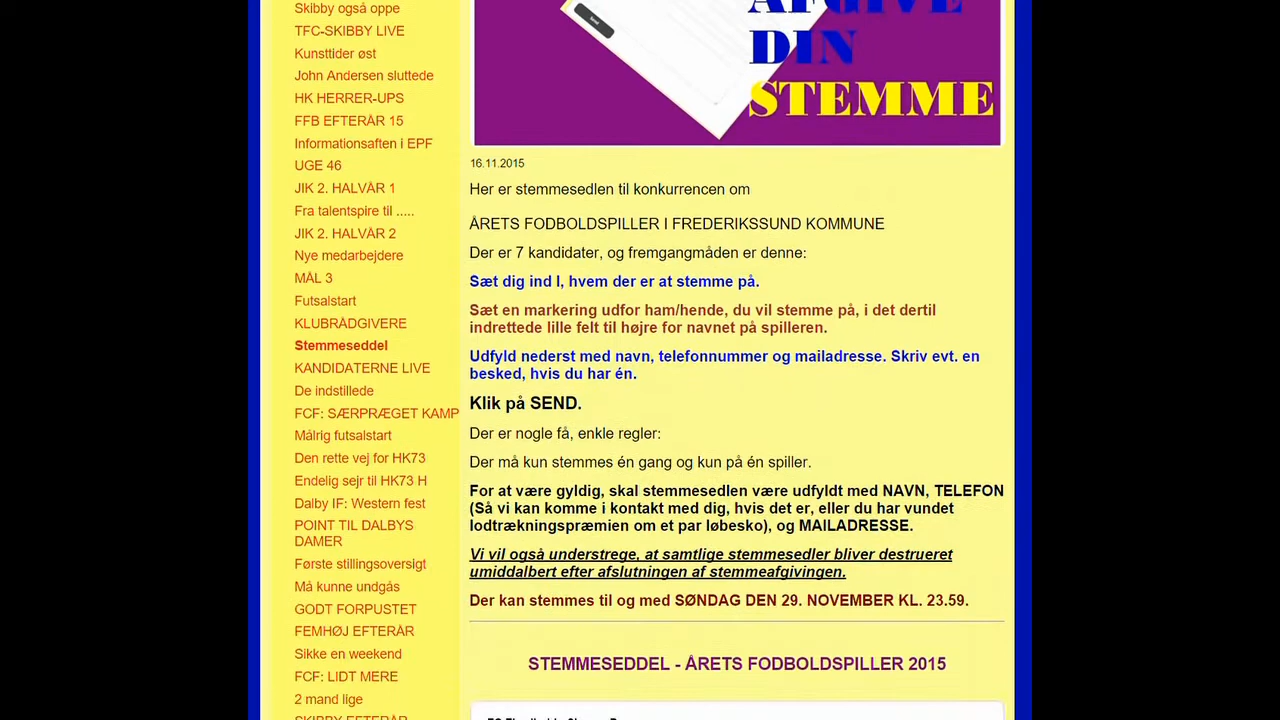 Skibby også oppe
TFC-SKIBBY LIVE
Kunsttider øst
John Andersen sluttede
HK HERRER-UPS
FFB EFTERÅR 15
Informationsaften i EPF
UGE 46
JIK 2. HALVÅR 1
Fra talentspire til .....
JIK 2. HALVÅR 2
Nye medarbejdere
MÅL 3
Futsalstart
KLUBRÅDGIVERE
Stemmeseddel
KANDIDATERNE LIVE
De indstillede
FCF: SÆRPRÆGET KAMP
Målrig futsalstart
Den rette vej for HK73
Endelig sejr til HK73 H
Dalby IF: Western fest
POINT TIL DALBYS
DAMER
Første stillingsoversigt
Må kunne undgås
GODT FORPUSTET
FEMHØJ EFTERÅR
Sikke en weekend
FCF: LIDT MERE
2 mand lige
SKIBBY EFTERÅR
AFGIVE
DIN
STEMME
16.11.2015
Her er stemmesedlen til konkurrencen om
ÅRETS FODBOLDSPILLER I FREDERIKSSUND KOMMUNE
Der er 7 kandidater, og fremgangmåden er denne:
Sæt dig ind I, hvem der er at stemme på.
Sæt en markering udfor ham/hende, du vil stemme på, i det dertil
indrettede lille felt til højre for navnet på spilleren.
Udfyld nederst med navn, telefonnummer og mailadresse. Skriv evt. en
besked, hvis du har én.
Klik på SEND.
Der er nogle få, enkle regler:
Der må kun stemmes én gang og kun på én spiller.
For at være gyldig, skal stemmesedlen være udfyldt med NAVN, TELEFON
(Så vi kan komme i kontakt med dig, hvis det er, eller du har vundet
lodtrækningspræmien om et par løbesko), og MAILADRESSE.
Vi vil også understrege, at samtlige stemmesedler bliver destrueret
umiddalbert efter afslutningen af stemmeafgivingen.
Der kan stemmes til og med SØNDAG DEN 29. NOVEMBER KL. 23.59.
STEMMESEDDEL - ÅRETS FODBOLDSPILLER 2015